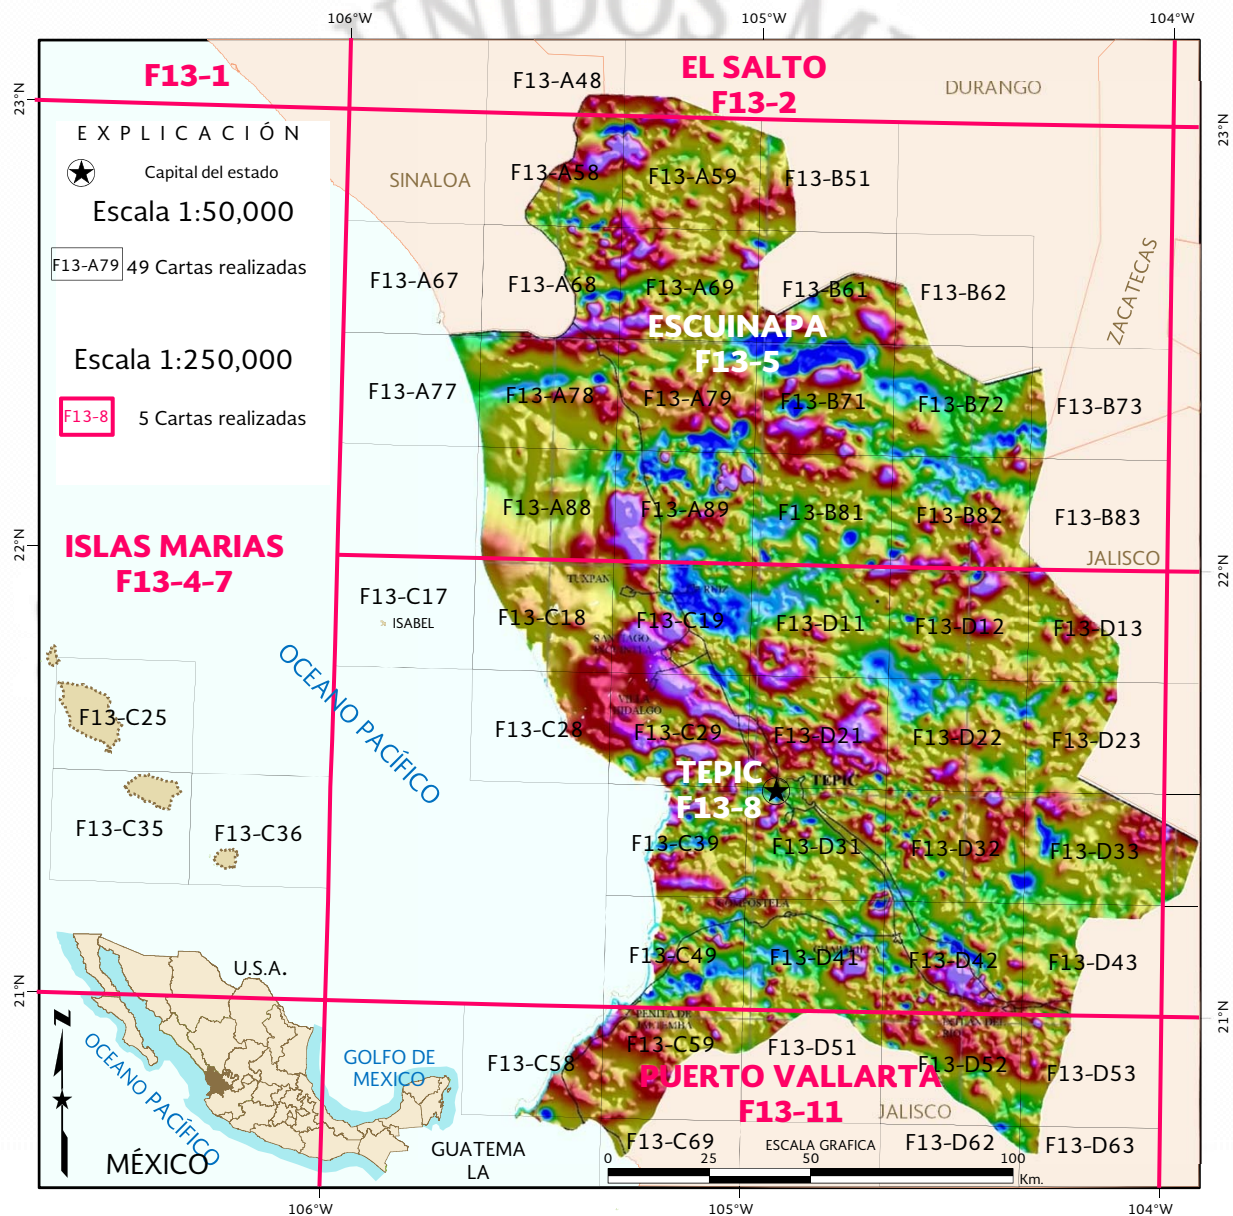 UNIDOS M
106°W
105°W
104°W
23°N
22°N
21°N
23°N
22°N
21°N
106°W
105°W
104°W
F13-1
EL SALTO
F13-2
DURANGO
SINALOA
ZACATECAS
JALISCO
E X P L I C A C I Ó N
Capital del estado
Escala 1:50,000
F13-A79 49 Cartas realizadas
Escala 1:250,000
F13-8 5 Cartas realizadas
F13-A48
F13-A58
F13-A59
F13-B51
F13-A67
F13-A68
F13-A69
F13-B61
F13-B62
ESCUINAPA
F13-5
F13-A77
F13-A78
F13-A79
F13-B71
F13-B72
F13-B73
F13-A88
F13-A89
F13-B81
F13-B82
F13-B83
ISLAS MARIAS
F13-4-7
TUXPAN
RUIZ
F13-C17
ISABEL
F13-C18
F13-C19
F13-D11
F13-D12
F13-D13
SANTIAGO
OCEANO PACÍFICO
VILLA
HIDALGO
F13-C25
F13-C28
F13-C29
F13-D21
F13-D22
F13-D23
TEPIC
F13-8
TEPIC
F13-C35
F13-C36
F13-C39
F13-D31
F13-D32
F13-D33
COMPOSTELA
F13-C49
F13-D41
F13-D42
F13-D43
U.S.A.
OCEANO PACÍFICO
GOLFO DE
MEXICO
MÉXICO
GUATEMA
LA
Z
PEÑITA DE
F13-C58
F13-C59
F13-D51
F13-D52
F13-D53
PUERTO VALLARTA
F13-11
JALISCO
F13-C69
ESCALA GRAFICA
F13-D62
F13-D63
0 25 50 100
Km.